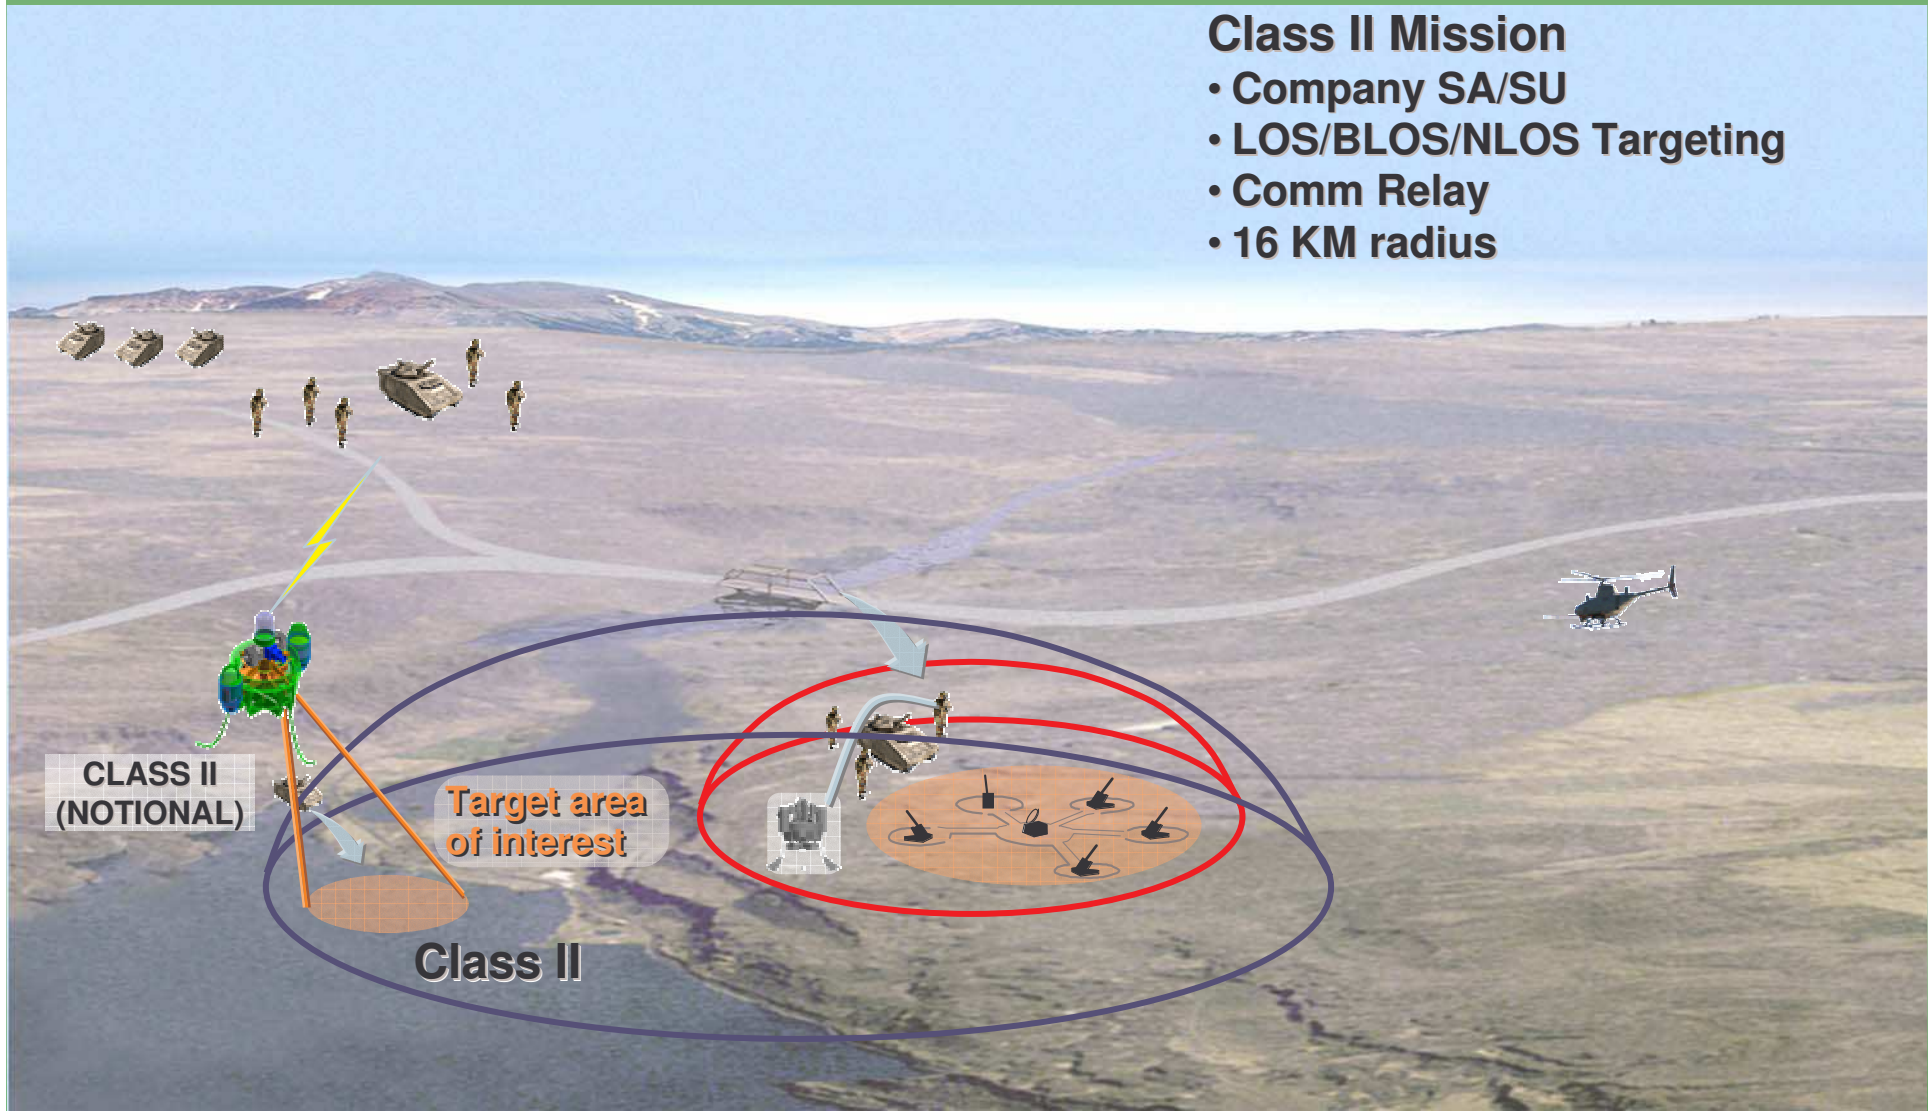 Class II Mission
• Company SA/SU
• LOS/BLOS/NLOS Targeting
• Comm Relay
• 16 KM radius
CLASS II
(NOTIONAL)
Target area
of interest
Class II